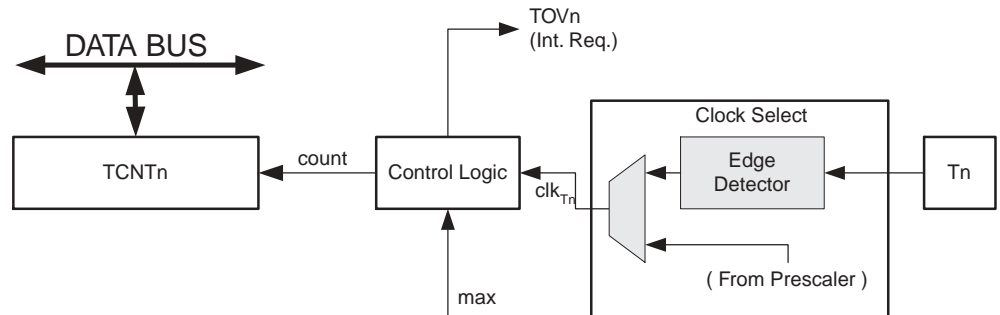 TOVn
(Int. Req.)
DATA BUS
Clock Select
TCNTn
count
Control Logic
clkTn
Edge
Detector
Tn
( From Prescaler )
max